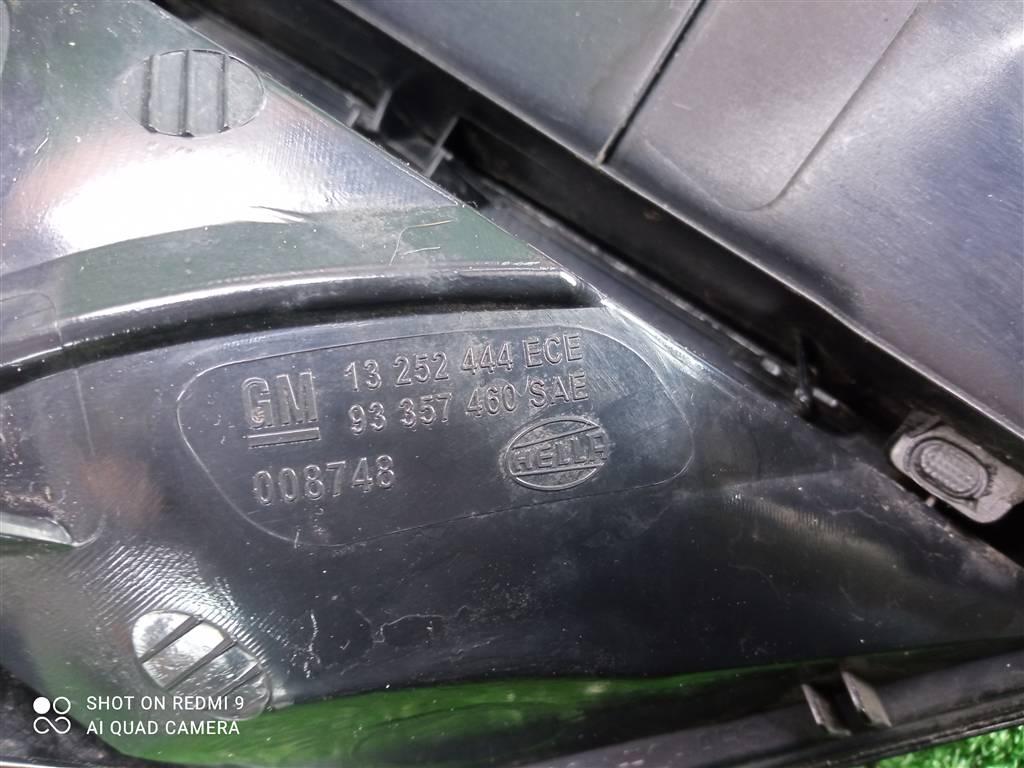 GM
13 252 444 ECE
93 357 460 SAE
008748
HELLA
SHOT ON REDMI 9
AI QUAD CAMERA